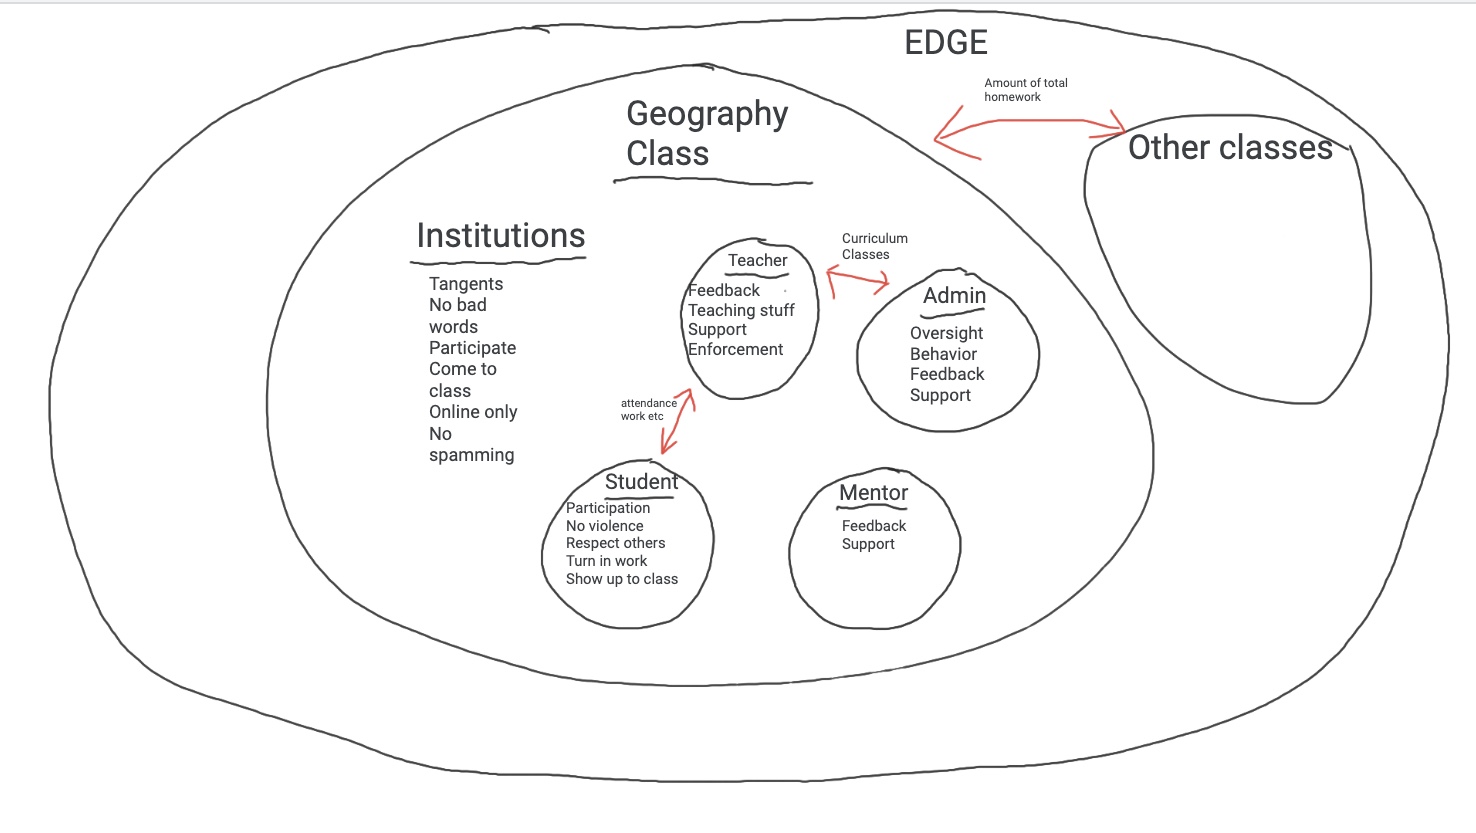 EDGE
Amount of total
homework
Geography
Class
Other classes
Institutions
Tangents
No bad
words
Participate
Come to
class
Online only
No
spamming
Teacher
Feedback
Teaching stuff
Support
Enforcement
Curriculum
Classes
Admin
Oversight
Behavior
Feedback
Support
attendance
work etc
Student
Participation
No violence
Respect others
Turn in work
Show up to class
Mentor
Feedback
Support